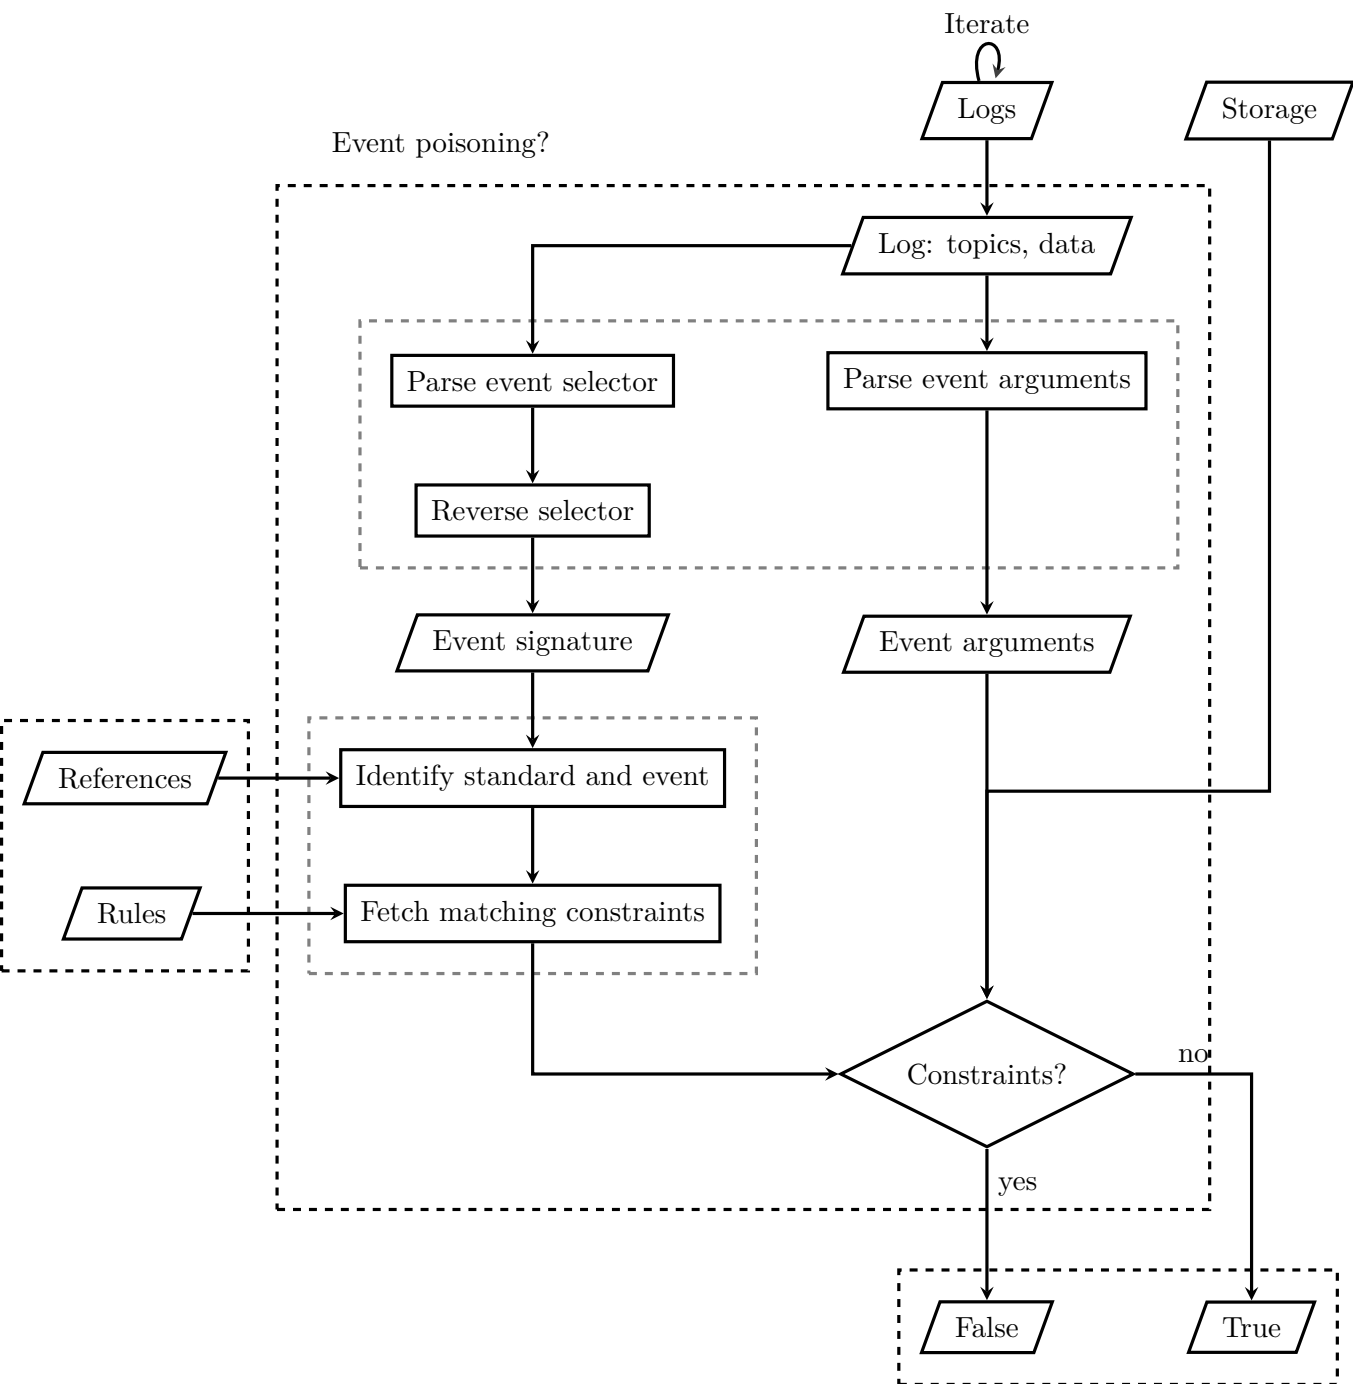 Iterate
Logs
Storage
Event poisoning?
Log: topics, data
Parse event selector
Parse event arguments
Reverse selector
Event signature
Event arguments
References
Identify standard and event
Rules
Fetch matching constraints
Constraints?
no
yes
False
True